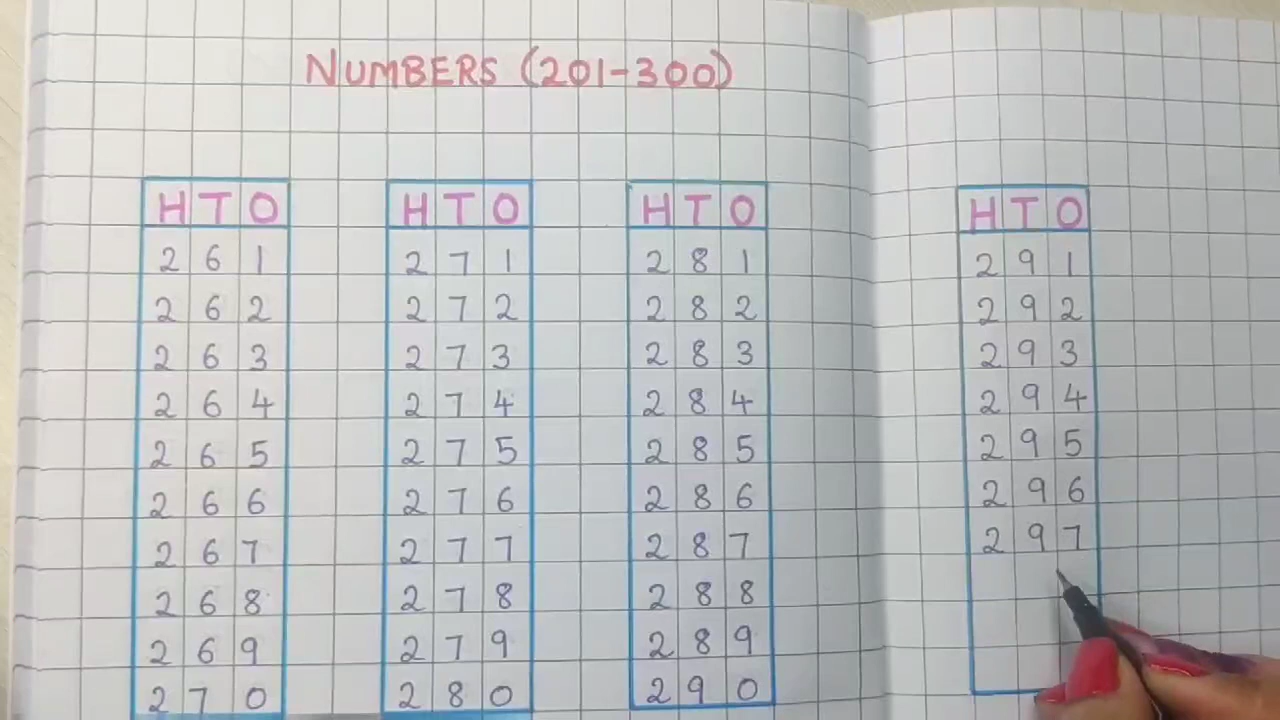 NUMBERS (201-300)
H T O H T O H T O H T O
2 6 1 2 7 1 2 8 1 2 9 1
2 6 2 2 7 2 2 8 2 2 9 2
2 6 3 2 7 3 2 8 3 2 9 3
2 6 4 2 7 4 2 8 4 2 9 4
2 6 5 2 7 5 2 8 5 2 9 5
2 6 6 2 7 6 2 8 6 2 9 6
2 6 7 2 7 7 2 8 7 2 9 7
2 6 8 2 7 8 2 8 8
2 6 9 2 7 9 2 8 9
2 7 0 2 8 0 2 9 0